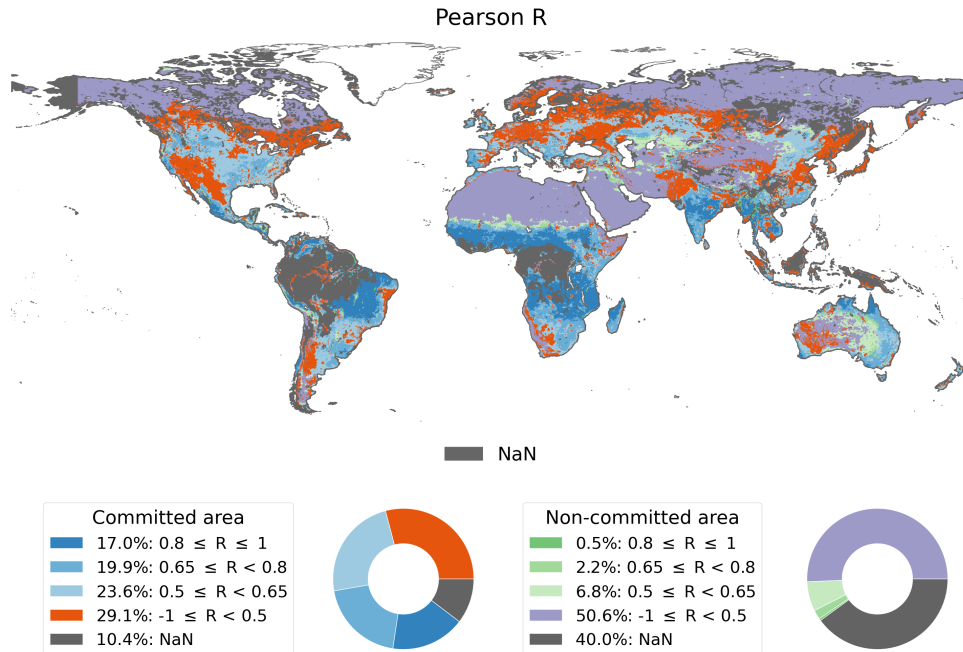 Pearson R
NaN
Committed area
17.0%: 0.8 ≤ R ≤ 1
19.9%: 0.65 ≤ R < 0.8
23.6%: 0.5 ≤ R < 0.65
29.1%: -1 ≤ R < 0.5
10.4%: NaN
Non-committed area
0.5%: 0.8 ≤ R ≤ 1
2.2%: 0.65 ≤ R < 0.8
6.8%: 0.5 ≤ R < 0.65
50.6%: -1 ≤ R < 0.5
40.0%: NaN